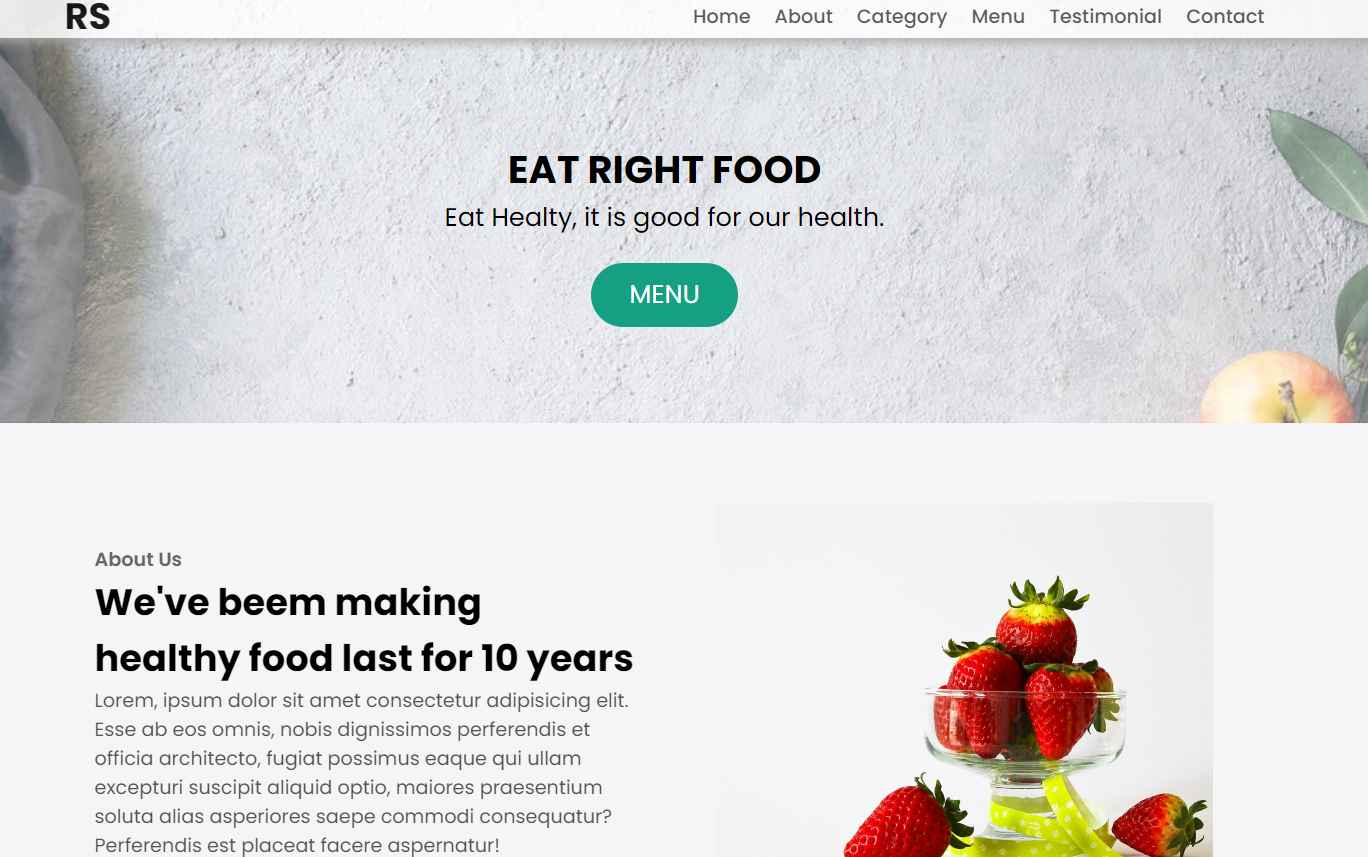 RS
Home About Category Menu Testimonial Contact
EAT RIGHT FOOD
Eat Healty, it is good for our health.
MENU
About Us
We've beem making
healthy food last for 10 years
Lorem, ipsum dolor sit amet consectetur adipisicing elit.
Esse ab eos omnis, nobis dignissimos perferendis et
officia architecto, fugiat possimus eaque qui ullam
excepturi suscipit aliquid optio, maiores praesentium
soluta alias asperiores saepe commodi consequatur?
Perferendis est placeat facere aspernatur!